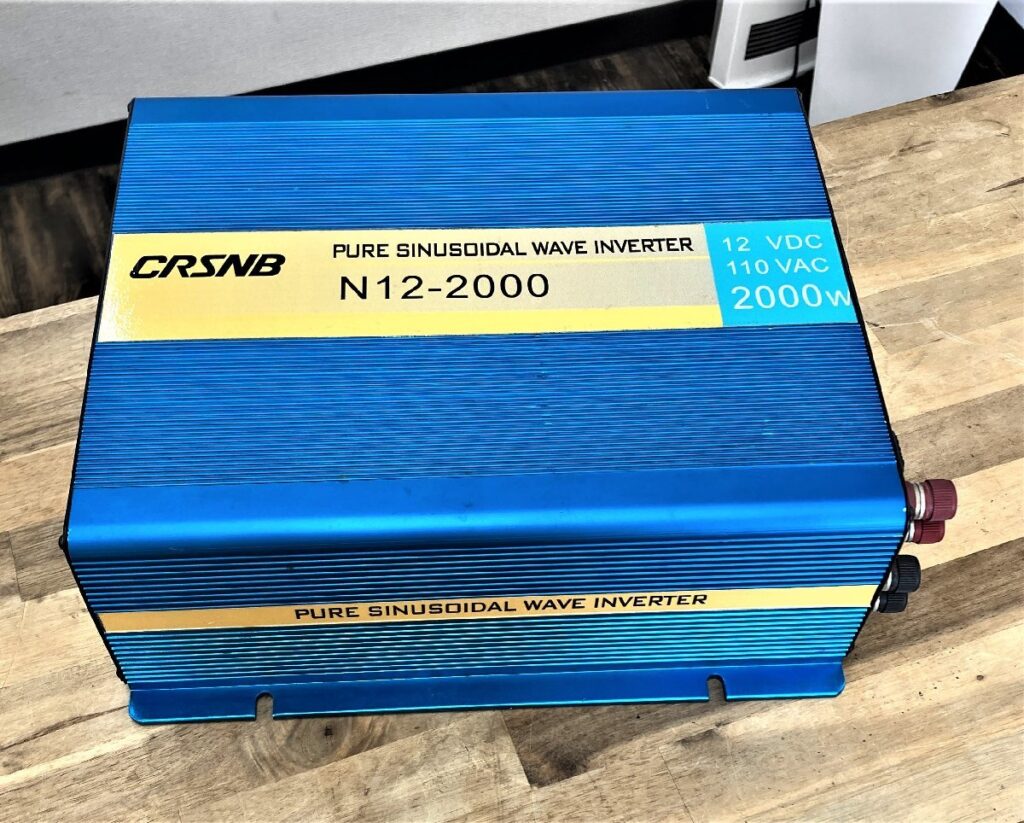 CRSNB
PURE SINUSOIDAL WAVE INVERTER
N12-2000
12 VDC
110 VAC
2000w
PURE SINUSOIDAL WAVE INVERTER